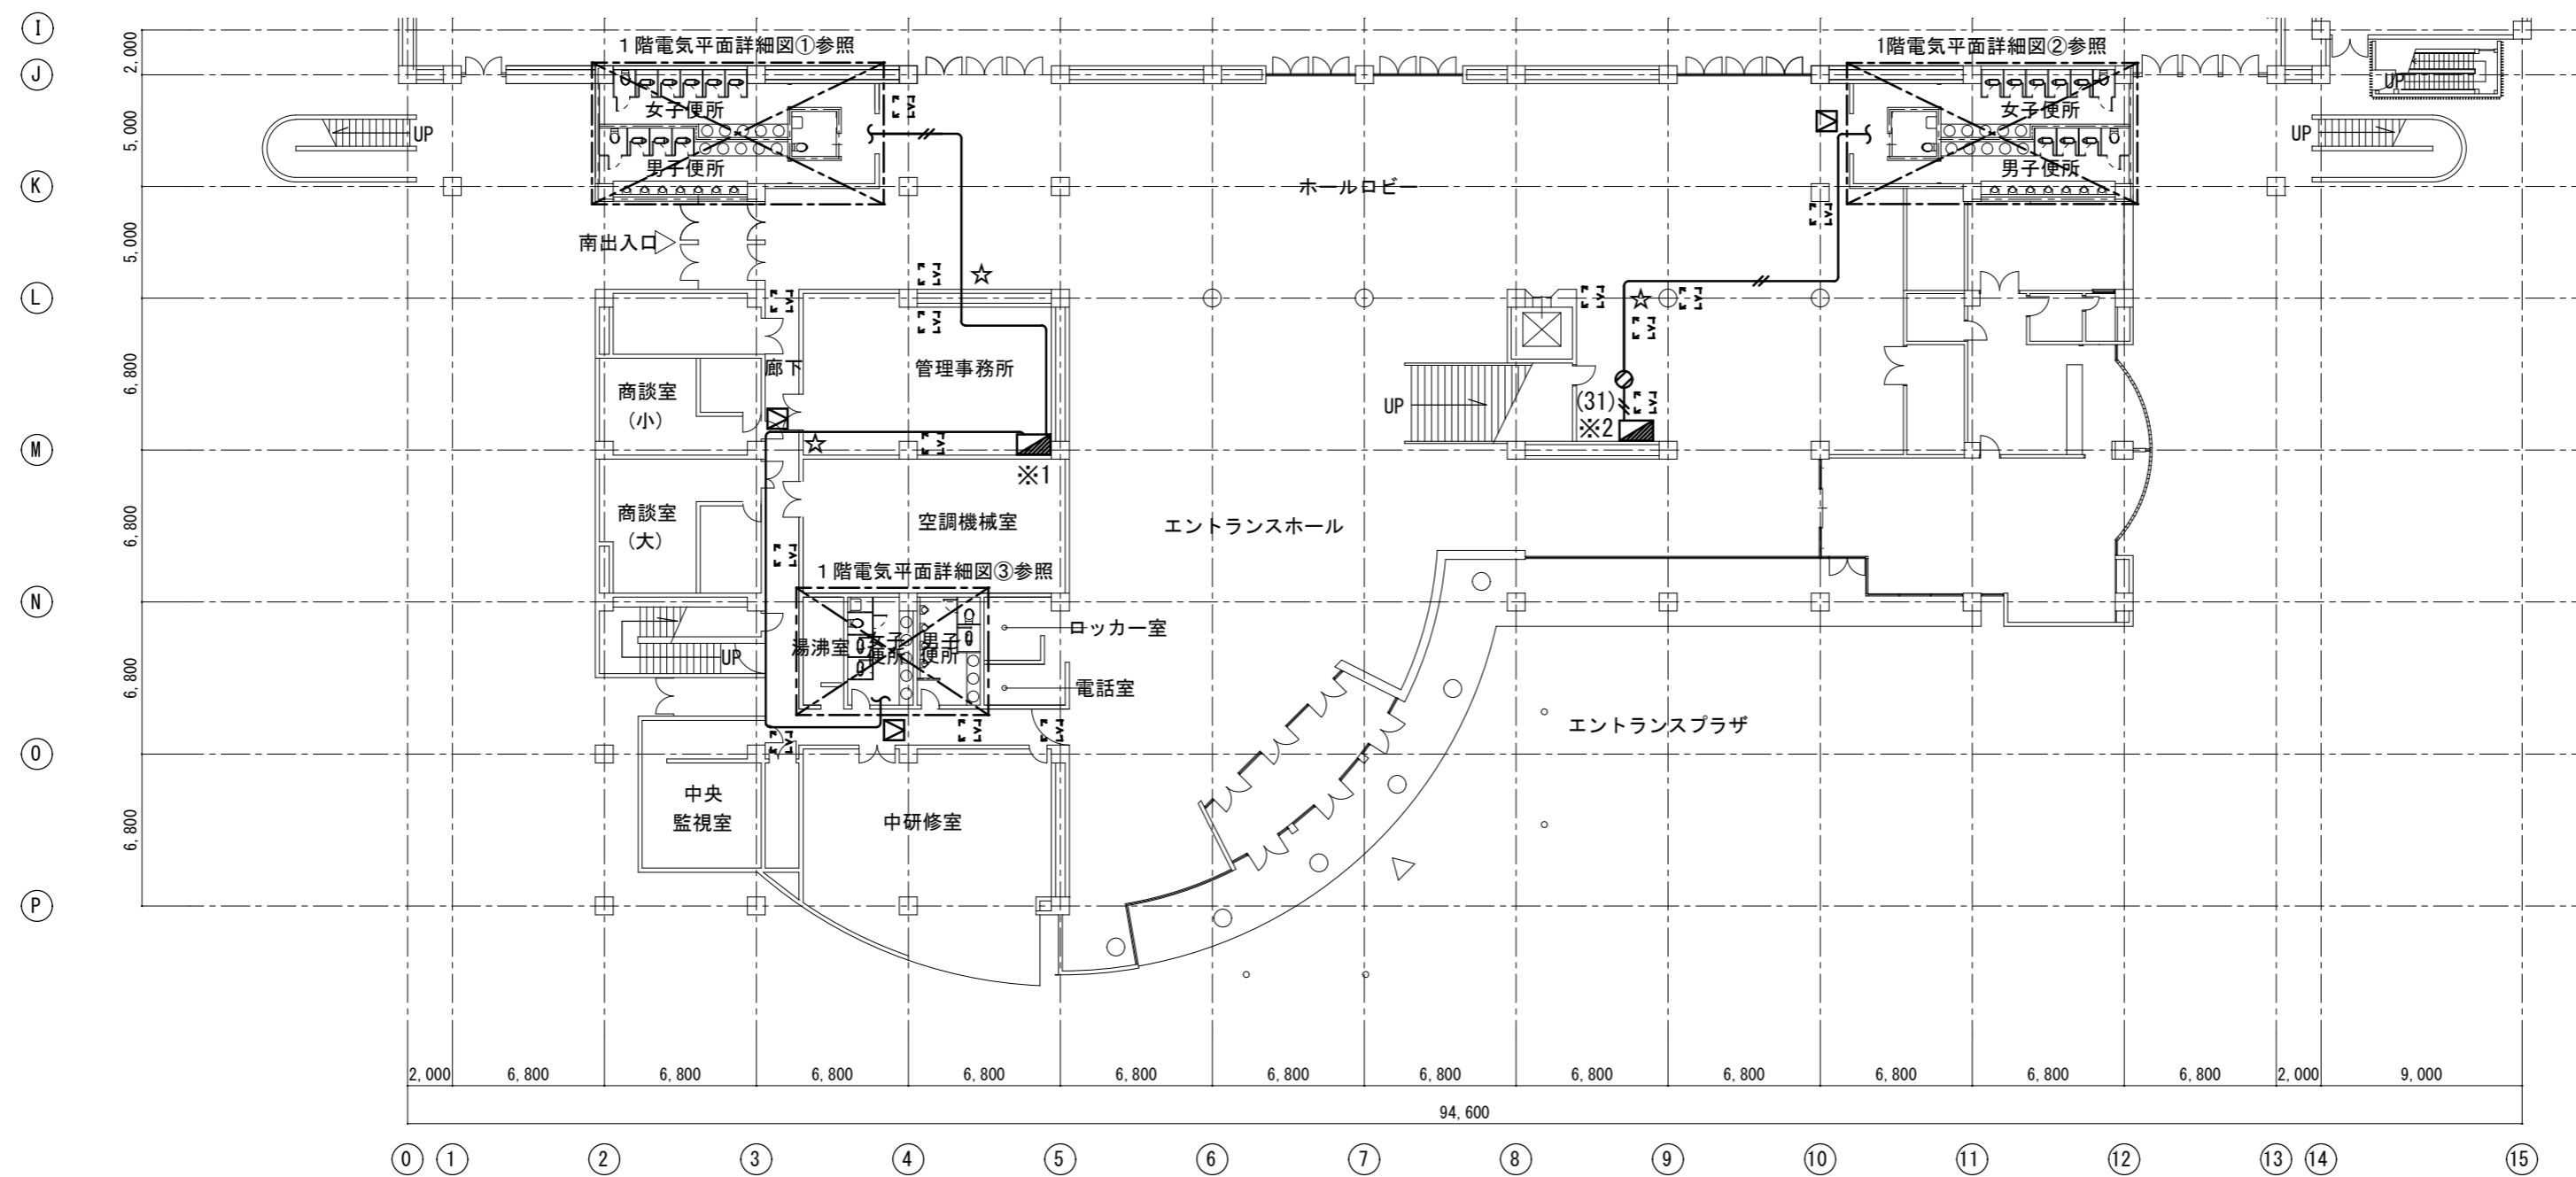 I
2,000
1階電気平面詳細図①参照
1階電気平面詳細図②参照
J
UP
5,000
女子便所
女子便所
UP
UP
男子便所
男子便所
K
ホールロビー
5,000
南出入口
☆
L
☆
6,800
廊下
管理事務所
商談室
(小)
UP
(31)
※2
M
☆
※1
商談室
(大)
空調機械室
エントランスホール
6,800
1階電気平面詳細図③参照
N
ロッカー室
湯沸室
女子
便所
男子
便所
UP
6,800
電話室
エントランスプラザ
O
中央
監視室
中研修室
6,800
P
2,000
6,800
6,800
6,800
6,800
6,800
6,800
6,800
6,800
6,800
6,800
6,800
6,800
2,000
9,000
94,600
0
1
2
3
4
5
6
7
8
9
10
11
12
13
14
15